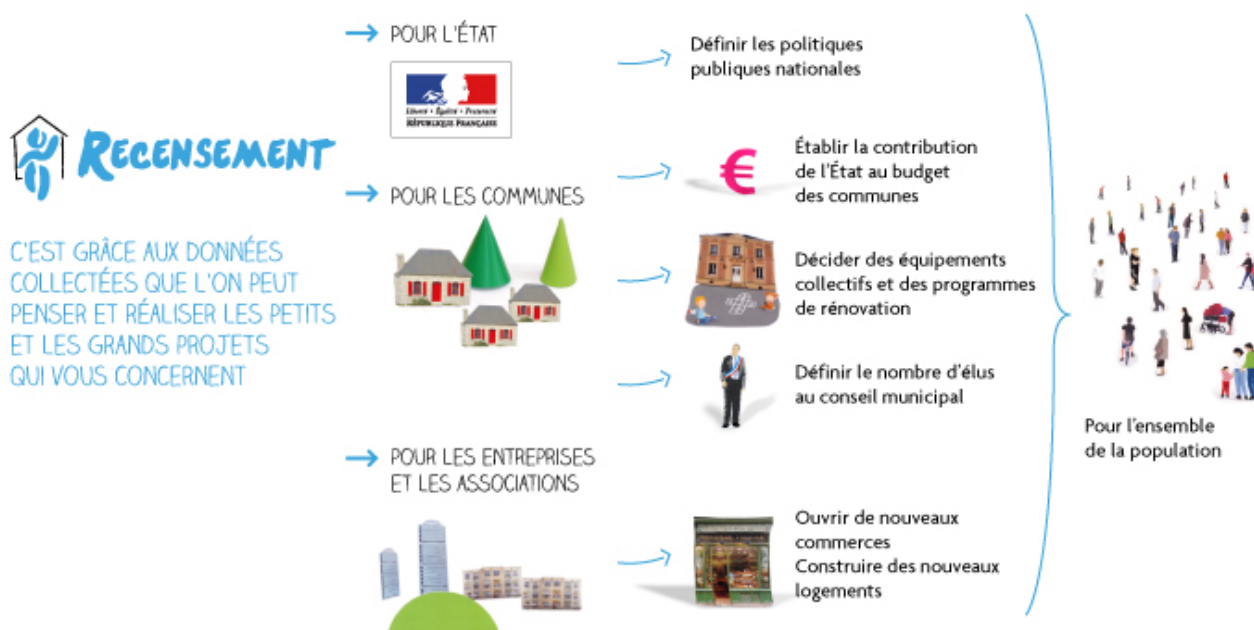 RECENSEMENT
C'EST GRÂCE AUX DONNÉES
COLLECTÉES QUE L'ON PEUT
PENSER ET RÉALISER LES PETITS
ET LES GRANDS PROJETS
QUI VOUS CONCERNENT
POUR L'ÉTAT
Liberté • Égalité • Fraternité
RÉPUBLIQUE FRANÇAISE
Définir les politiques
publiques nationales
POUR LES COMMUNES
€
Établir la contribution
de l'État au budget
des communes
Décider des équipements
collectifs et des programmes
de rénovation
Définir le nombre d'élus
au conseil municipal
POUR LES ENTREPRISES
ET LES ASSOCIATIONS
Ouvrir de nouveaux
commerces
Construire des nouveaux
logements
Pour l'ensemble
de la population